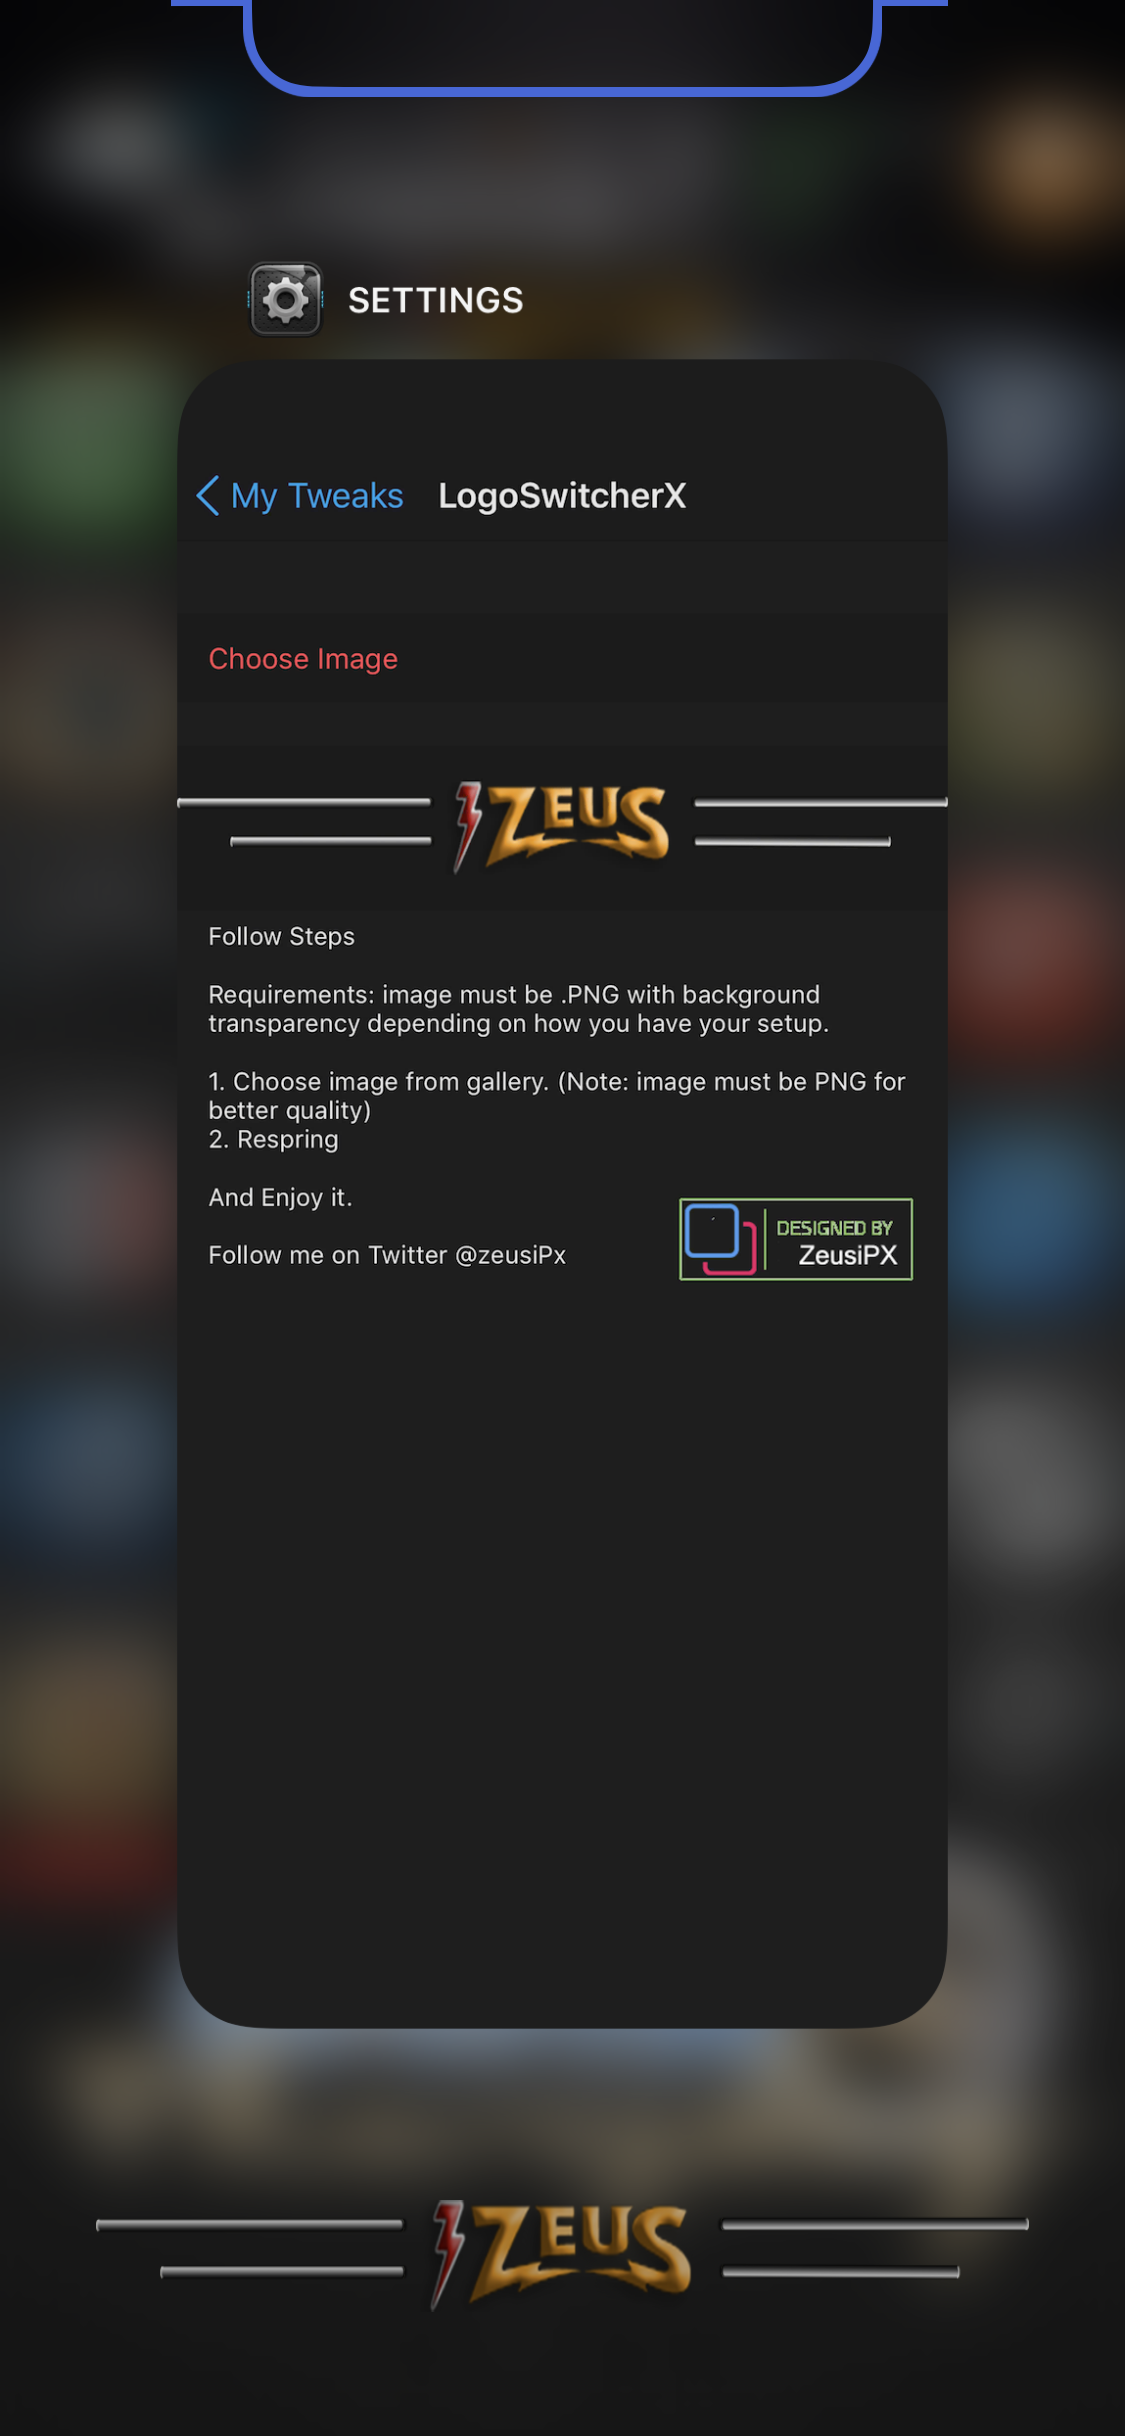 SETTINGS
My Tweaks
LogoSwitcherX
Choose Image
ZEUS
Follow Steps
Requirements: image must be .PNG with background
transparency depending on how you have your setup.
1. Choose image from gallery. (Note: image must be PNG for
better quality)
2. Respring
And Enjoy it.
Follow me on Twitter @zeusiPx
DESIGNED BY
ZeusiPX
ZEUS